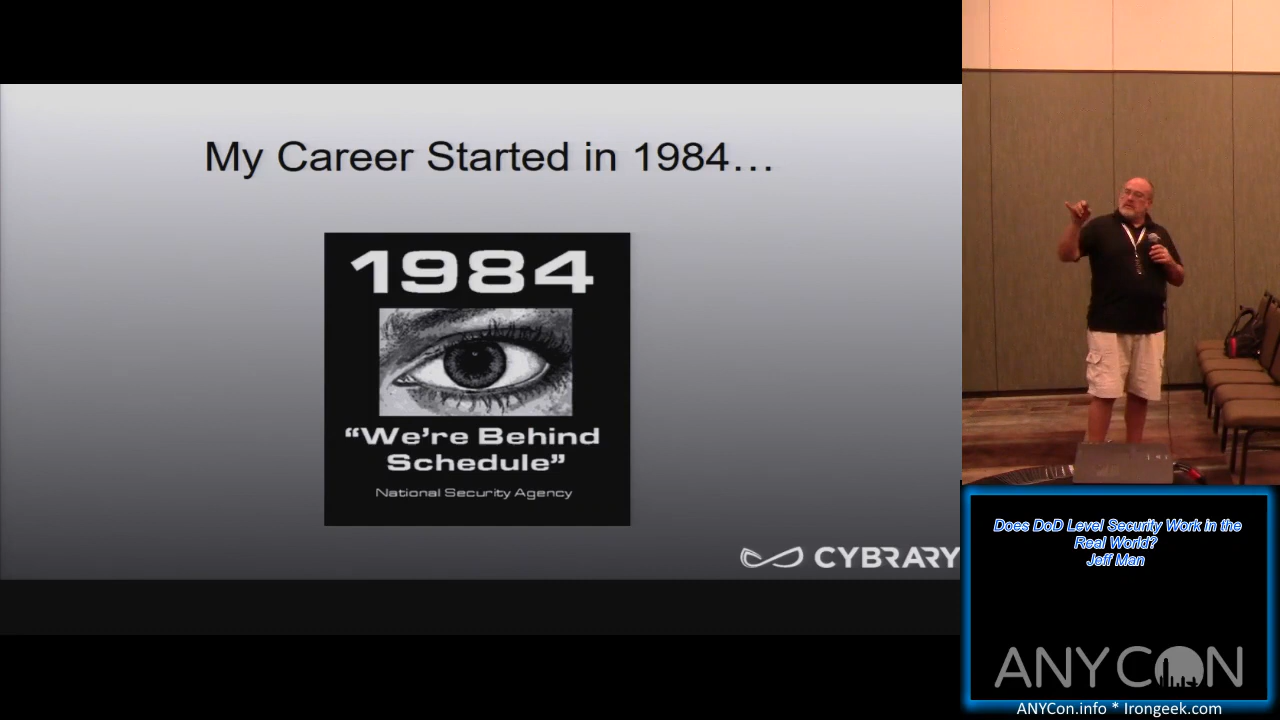 My Career Started in 1984…
1984
“We’re Behind
Schedule”
National Security Agency
CYBRARY
Does DoD Level Security Work in the
Real World?
Jeff Man
ANYCON
ANYCon.info * Irongeek.com